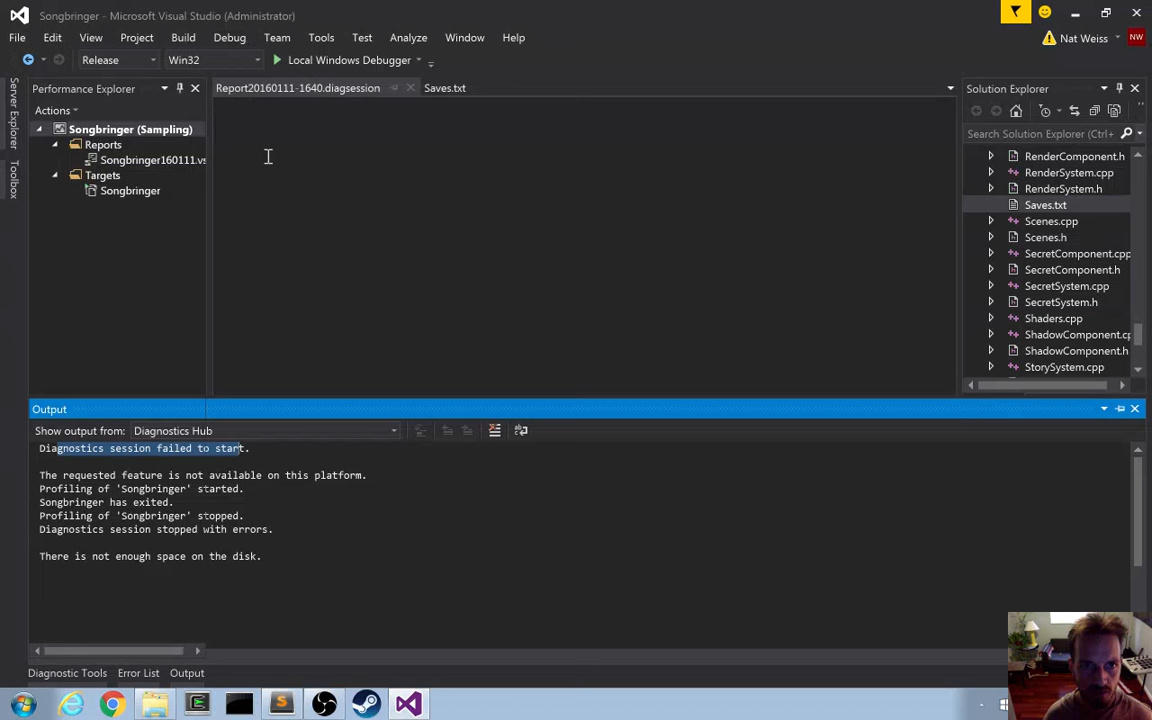 Songbringer - Microsoft Visual Studio (Administrator)
File Edit View Project Build Debug Team Tools Test Analyze Window Help
Nat Weiss NW
Release Win32 Local Windows Debugger
Server Explorer
Toolbox
Performance Explorer
Actions
Songbringer (Sampling)
Reports
Songbringer160111.vs
Targets
Songbringer
Report20160111-1640.diagsession Saves.txt
Solution Explorer
Search Solution Explorer (Ctrl+
RenderComponent.h
RenderSystem.cpp
RenderSystem.h
Saves.txt
Scenes.cpp
Scenes.h
SecretComponent.cpp
SecretComponent.h
SecretSystem.cpp
SecretSystem.h
Shaders.cpp
ShadowComponent.cp
ShadowComponent.h
StorySystem.cpp
Output
Show output from: Diagnostics Hub
Diagnostics session failed to start.
The requested feature is not available on this platform.
Profiling of 'Songbringer' started.
Songbringer has exited.
Profiling of 'Songbringer' stopped.
Diagnostics session stopped with errors.
There is not enough space on the disk.
Diagnostic Tools Error List Output